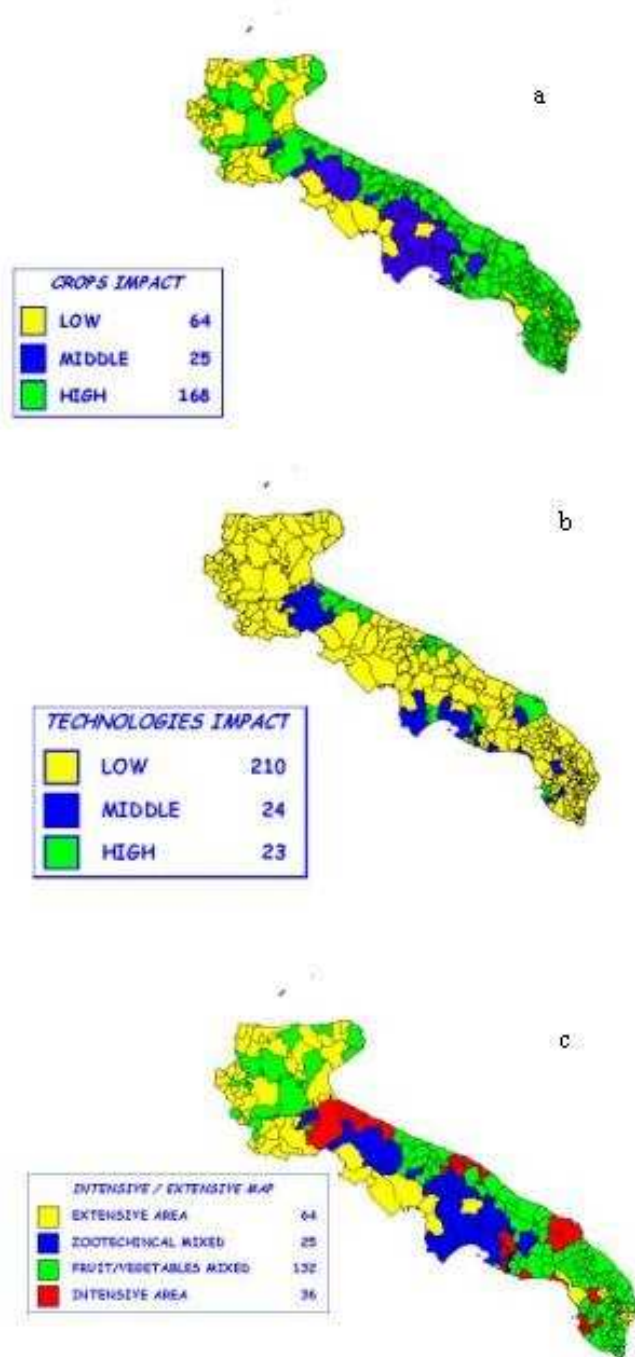 a
CROPS IMPACT
LOW 64
MIDDLE 25
HIGH 168
b
TECHNOLOGIES IMPACT
LOW 210
MIDDLE 24
HIGH 23
c
INTENSIVE / EXTENSIVE MAP
EXTENSIVE AREA 64
ZOOTECHINCAL MIXED 25
FRUIT/VEGETABLES MIXED 132
INTENSIVE AREA 36